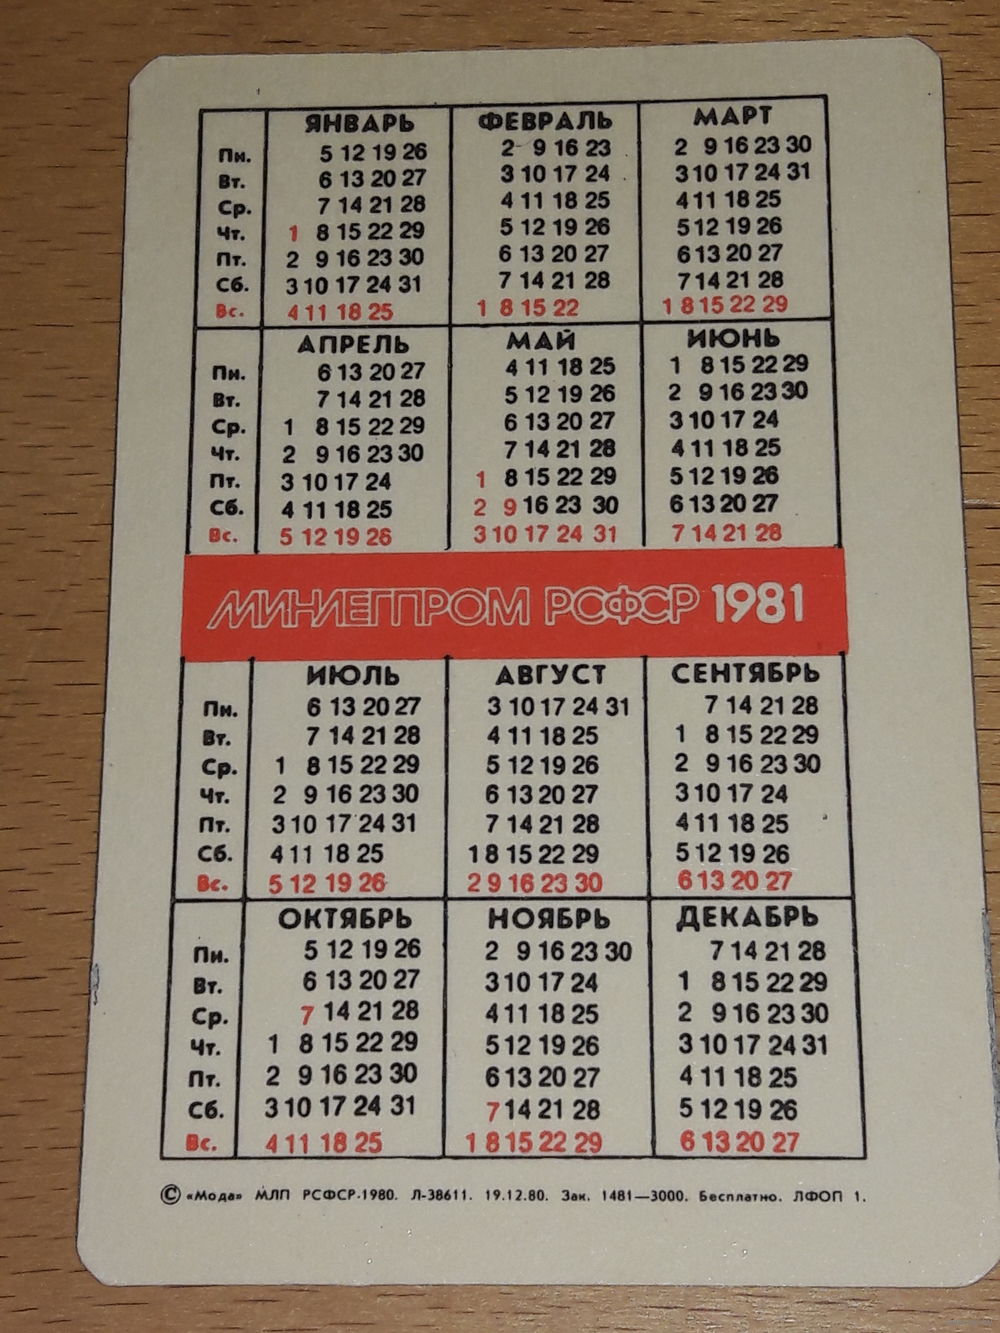 ЯНВАРЬ ФЕВРАЛЬ МАРТ
Пн. 5 12 19 26 2 9 16 23 2 9 16 23 30
Вт. 6 13 20 27 3 10 17 24 3 10 17 24 31
Ср. 7 14 21 28 4 11 18 25 4 11 18 25
Чт. 1 8 15 22 29 5 12 19 26 5 12 19 26
Пт. 2 9 16 23 30 6 13 20 27 6 13 20 27
Сб. 3 10 17 24 31 7 14 21 28 7 14 21 28
Вс. 4 11 18 25 1 8 15 22 1 8 15 22 29
АПРЕЛЬ МАЙ ИЮНЬ
Пн. 6 13 20 27 4 11 18 25 1 8 15 22 29
Вт. 7 14 21 28 5 12 19 26 2 9 16 23 30
Ср. 1 8 15 22 29 6 13 20 27 3 10 17 24
Чт. 2 9 16 23 30 7 14 21 28 4 11 18 25
Пт. 3 10 17 24 1 8 15 22 29 5 12 19 26
Сб. 4 11 18 25 2 9 16 23 30 6 13 20 27
Вс. 5 12 19 26 3 10 17 24 31 7 14 21 28
МИНЛЕГПРОМ РСФСР 1981
ИЮЛЬ АВГУСТ СЕНТЯБРЬ
Пн. 6 13 20 27 3 10 17 24 31 7 14 21 28
Вт. 7 14 21 28 4 11 18 25 1 8 15 22 29
Ср. 1 8 15 22 29 5 12 19 26 2 9 16 23 30
Чт. 2 9 16 23 30 6 13 20 27 3 10 17 24
Пт. 3 10 17 24 31 7 14 21 28 4 11 18 25
Сб. 4 11 18 25 1 8 15 22 29 5 12 19 26
Вс. 5 12 19 26 2 9 16 23 30 6 13 20 27
ОКТЯБРЬ НОЯБРЬ ДЕКАБРЬ
Пн. 5 12 19 26 2 9 16 23 30 7 14 21 28
Вт. 6 13 20 27 3 10 17 24 1 8 15 22 29
Ср. 7 14 21 28 4 11 18 25 2 9 16 23 30
Чт. 1 8 15 22 29 5 12 19 26 3 10 17 24 31
Пт. 2 9 16 23 30 6 13 20 27 4 11 18 25
Сб. 3 10 17 24 31 7 14 21 28 5 12 19 26
Вс. 4 11 18 25 1 8 15 22 29 6 13 20 27
© «Мода» МЛП РСФСР-1980. Л-38611. 19.12.80. Зак. 1481—3000. Бесплатно. ЛФОП 1.